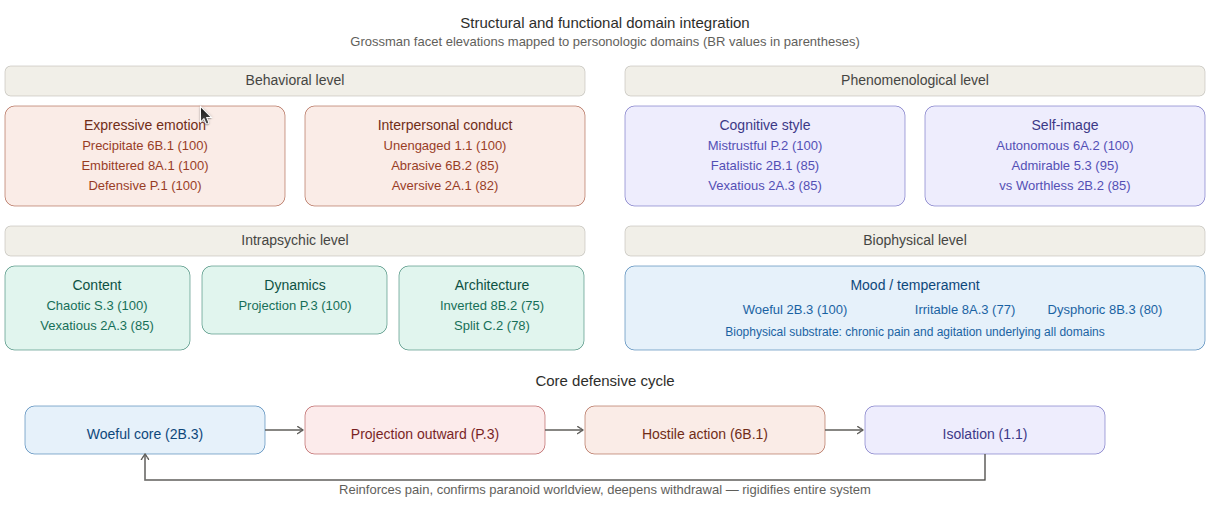 Structural and functional domain integration
Grossman facet elevations mapped to personologic domains (BR values in parentheses)
Behavioral level
Expressive emotion
Precipitate 6B.1 (100)
Embittered 8A.1 (100)
Defensive P.1 (100)
Interpersonal conduct
Unengaged 1.1 (100)
Abrasive 6B.2 (85)
Aversive 2A.1 (82)
Phenomenological level
Cognitive style
Mistrustful P.2 (100)
Fatalistic 2B.1 (85)
Vexatious 2A.3 (85)
Self-image
Autonomous 6A.2 (100)
Admirable 5.3 (95)
vs Worthless 2B.2 (85)
Intrapsychic level
Content
Chaotic S.3 (100)
Vexatious 2A.3 (85)
Dynamics
Projection P.3 (100)
Architecture
Inverted 8B.2 (75)
Split C.2 (78)
Biophysical level
Mood / temperament
Woeful 2B.3 (100)
Irritable 8A.3 (77)
Dysphoric 8B.3 (80)
Biophysical substrate: chronic pain and agitation underlying all domains
Core defensive cycle
Woeful core (2B.3)
Projection outward (P.3)
Hostile action (6B.1)
Isolation (1.1)
Reinforces pain, confirms paranoid worldview, deepens withdrawal — rigidifies entire system